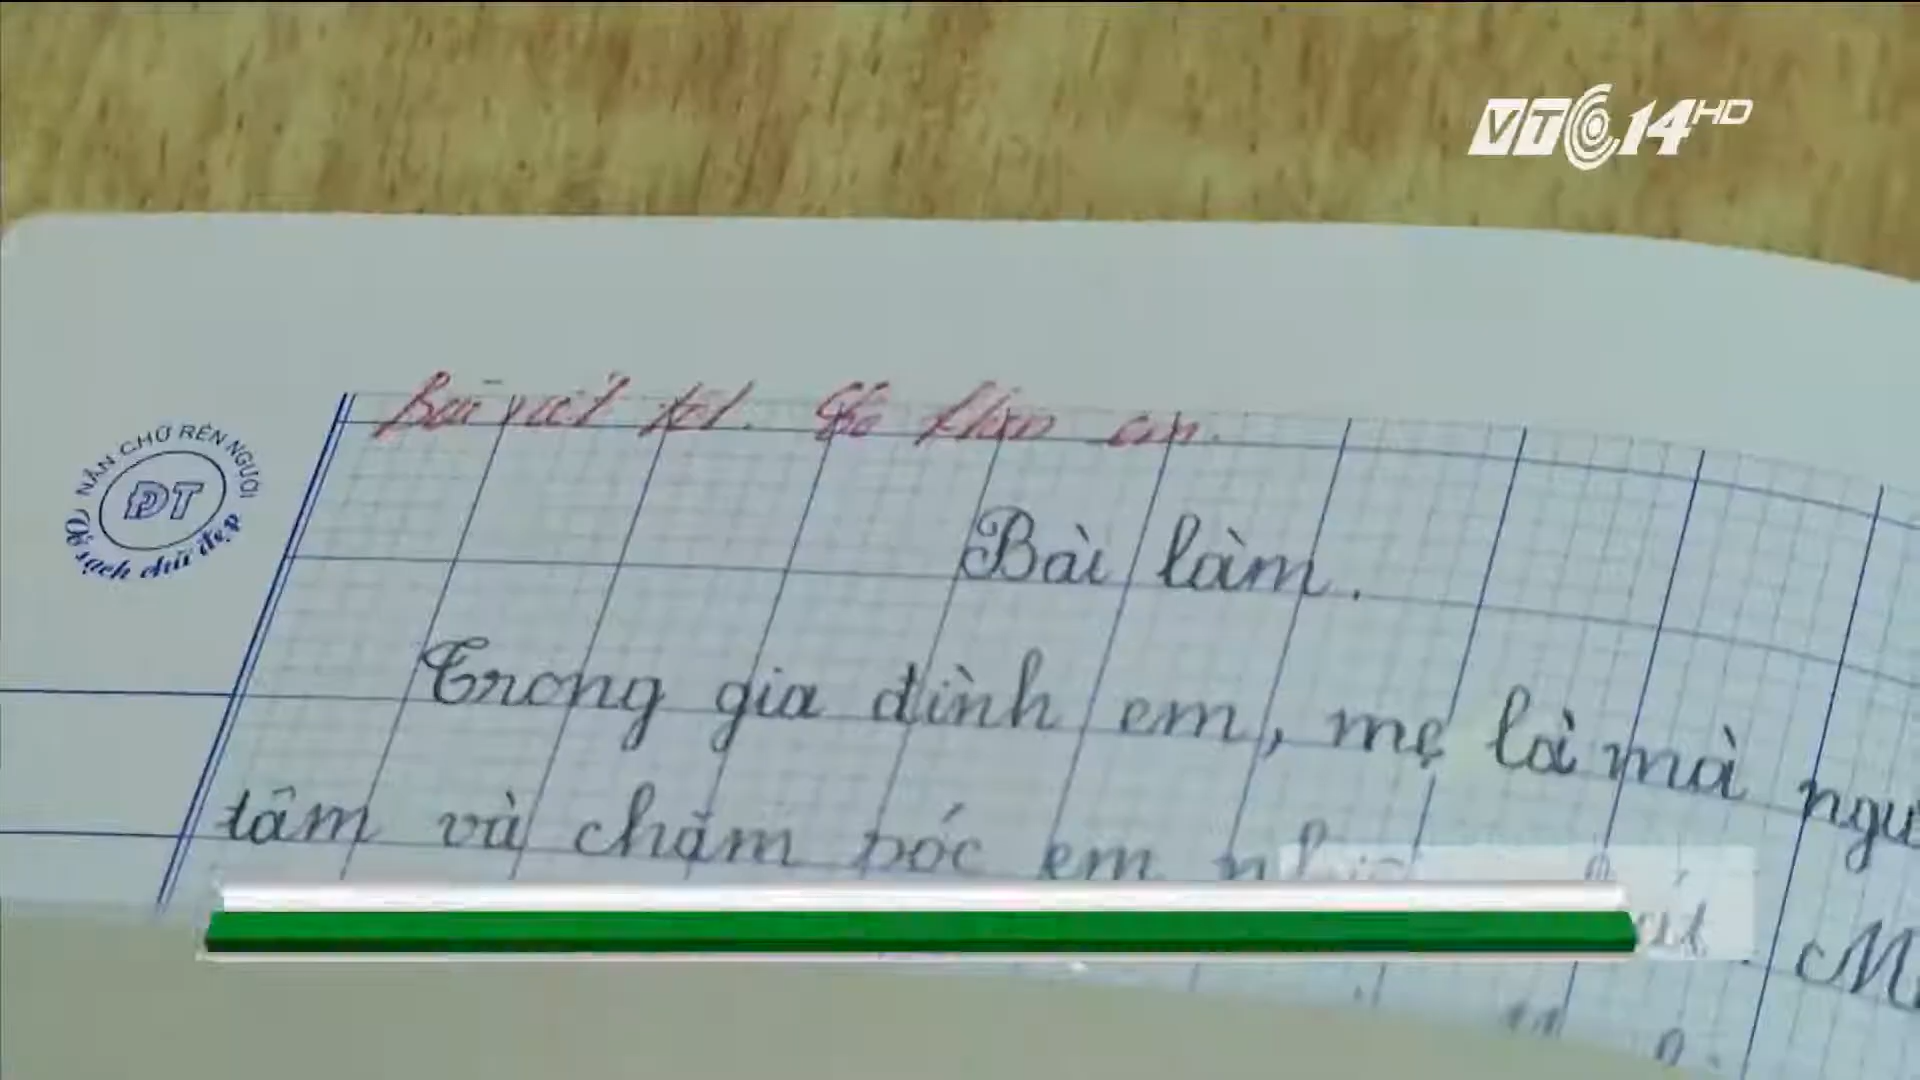 VTC14 HD
Bài viết tốt. Cô khen em.
NẮN CHỮ RÈN NGƯỜI
ĐT
Vở sạch chữ đẹp
Bài làm.
Trong gia đình em, mẹ là mà
tâm và chăm sóc em